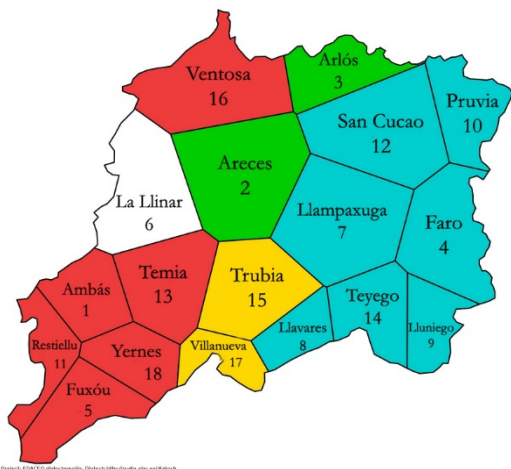 Ventosa
16
Arlós
3
Pruvia
10
San Cucao
12
Areces
2
La Llinar
6
Llampaxuga
7
Faro
4
Temia
13
Trubia
15
Ambás
1
Teyego
14
Llavares
8
Lluniego
9
Restiellu
11
Yernes
18
Villanueva
17
Fuxóu
5